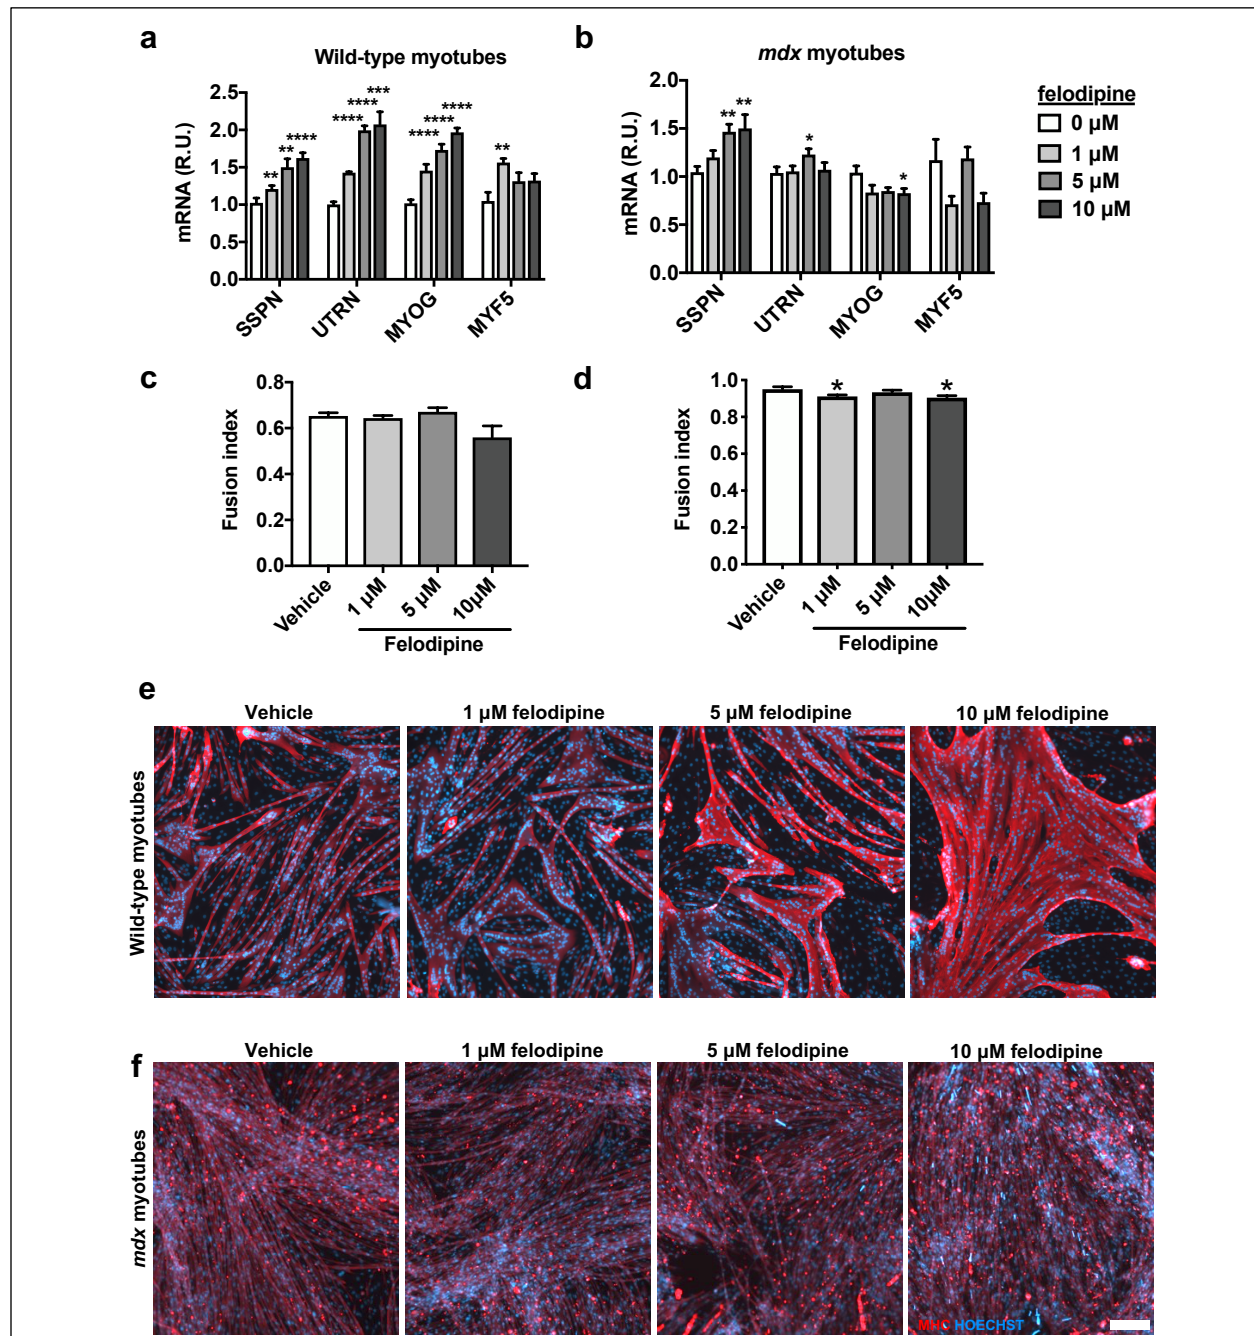 a
Wild-type myotubes
mRNA (R.U.)
2.5
2.0
1.5
1.0
0.5
0.0
** ** ****
**** **** ***
**** **** ****
**
SSPN
UTRN
MYOG
MYF5
b
mdx myotubes
mRNA (R.U.)
2.0
1.5
1.0
0.5
0.0
** **
*
*
SSPN
UTRN
MYOG
MYF5
felodipine
0 µM
1 µM
5 µM
10 µM
c
Fusion index
0.8
0.6
0.4
0.2
0.0
Vehicle
1 µM
5 µM
10µM
Felodipine
d
Fusion index
1.0
0.8
0.6
0.4
0.2
0.0
* *
Vehicle
1 µM
5 µM
10µM
Felodipine
e
Vehicle
1 µM felodipine
5 µM felodipine
10 µM felodipine
Wild-type myotubes
f
Vehicle
1 µM felodipine
5 µM felodipine
10 µM felodipine
mdx myotubes
MHC HOECHST